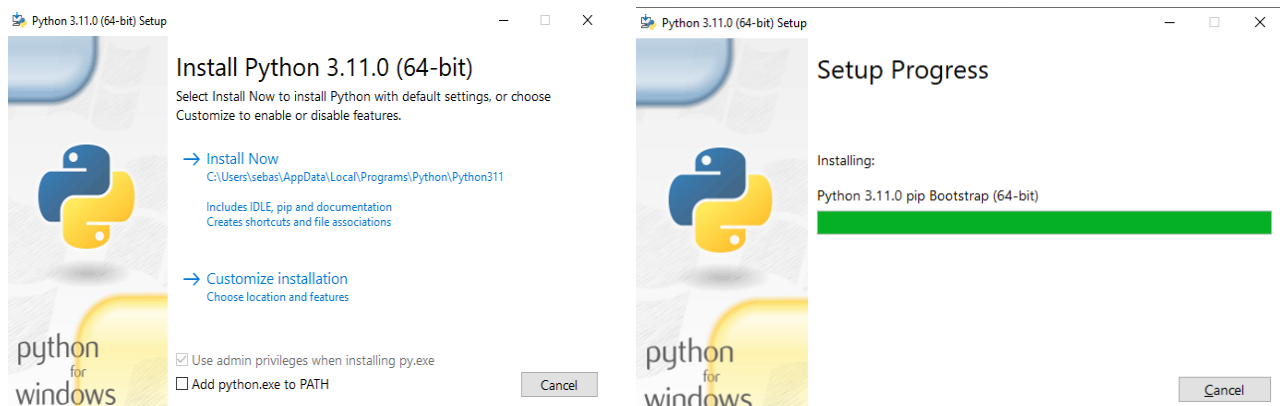 Python 3.11.0 (64-bit) Setup
Install Python 3.11.0 (64-bit)
Select Install Now to install Python with default settings, or choose
Customize to enable or disable features.
Install Now
C:\Users\sebas\AppData\Local\Programs\Python\Python311
Includes IDLE, pip and documentation
Creates shortcuts and file associations
Customize installation
Choose location and features
Use admin privileges when installing py.exe
Add python.exe to PATH
Cancel
python
for
windows
Python 3.11.0 (64-bit) Setup
Setup Progress
Installing:
Python 3.11.0 pip Bootstrap (64-bit)
Cancel
python
for
windows